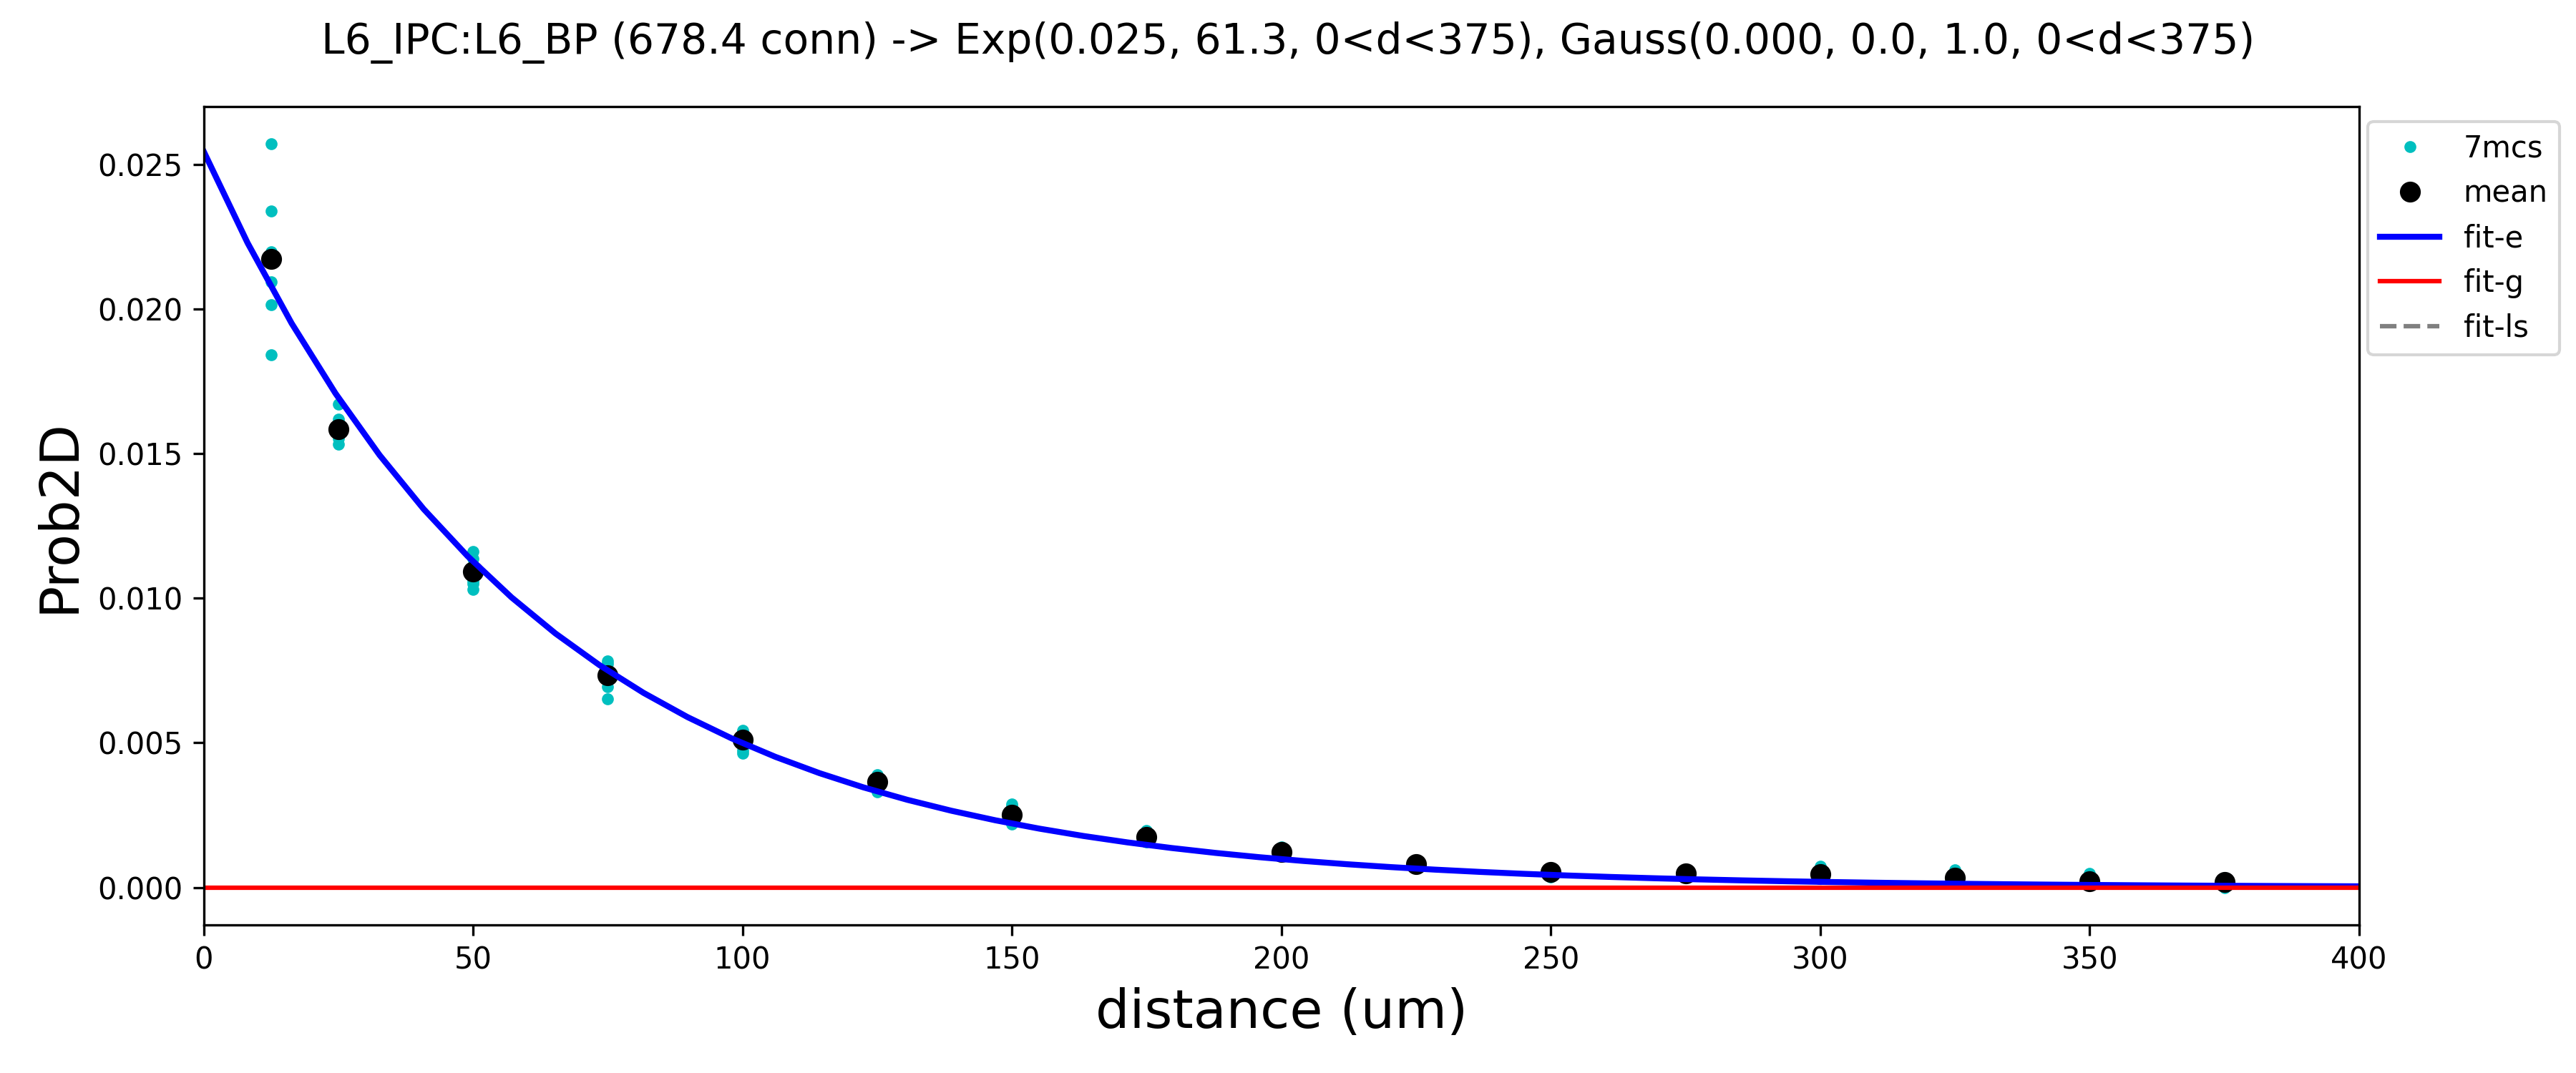 L6_IPC:L6_BP (678.4 conn) -> Exp(0.025, 61.3, 0<d<375), Gauss(0.000, 0.0, 1.0, 0<d<375)
7mcs
mean
fit-e
fit-g
fit-ls
Prob2D
0.025
0.020
0.015
0.010
0.005
0.000
0 50 100 150 200 250 300 350 400
distance (um)